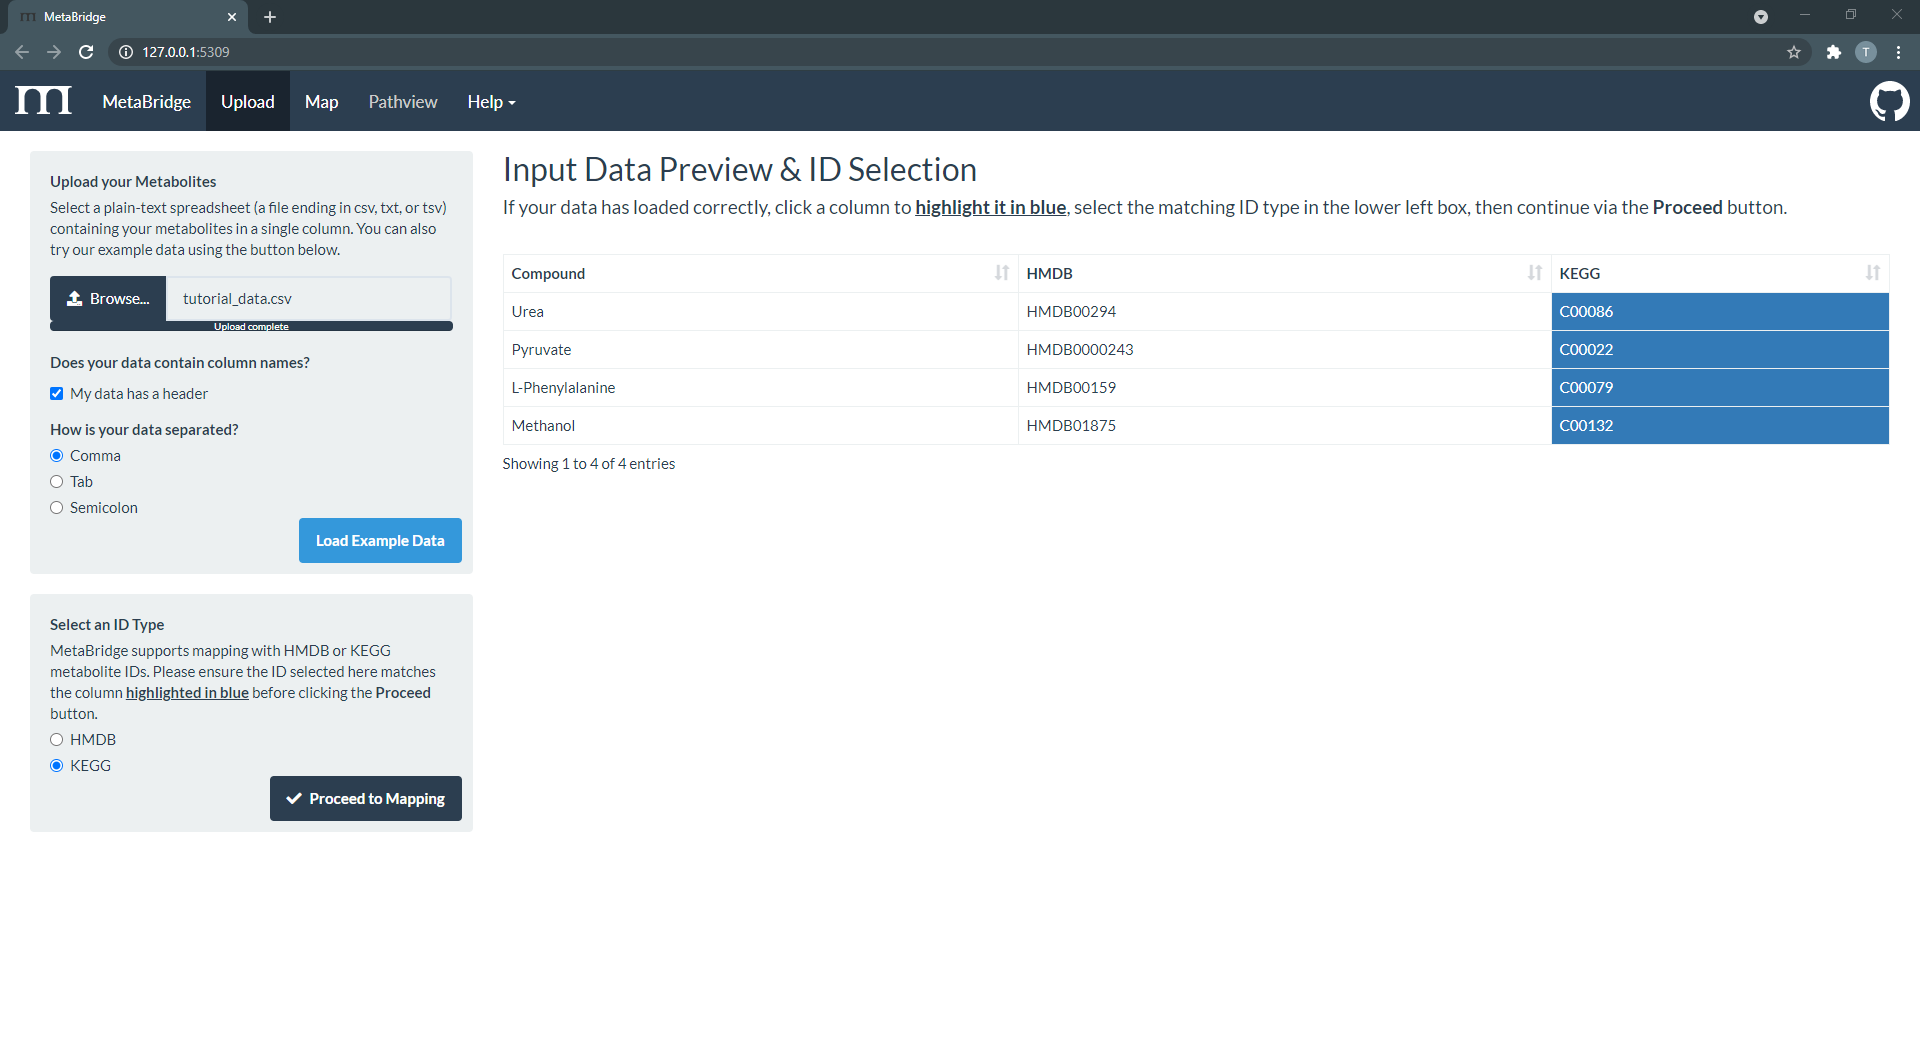 MetaBridge
127.0.0.1:5309
T
m MetaBridge Upload Map Pathview Help
Upload your Metabolites
Select a plain-text spreadsheet (a file ending in csv, txt, or tsv)
containing your metabolites in a single column. You can also
try our example data using the button below.
Browse... tutorial_data.csv
Upload complete
Does your data contain column names?
My data has a header
How is your data separated?
Comma
Tab
Semicolon
Load Example Data
Select an ID Type
MetaBridge supports mapping with HMDB or KEGG
metabolite IDs. Please ensure the ID selected here matches
the column highlighted in blue before clicking the Proceed
button.
HMDB
KEGG
Proceed to Mapping
Input Data Preview & ID Selection
If your data has loaded correctly, click a column to highlight it in blue, select the matching ID type in the lower left box, then continue via the Proceed button.
Compound HMDB KEGG
Urea HMDB00294 C00086
Pyruvate HMDB0000243 C00022
L-Phenylalanine HMDB00159 C00079
Methanol HMDB01875 C00132
Showing 1 to 4 of 4 entries